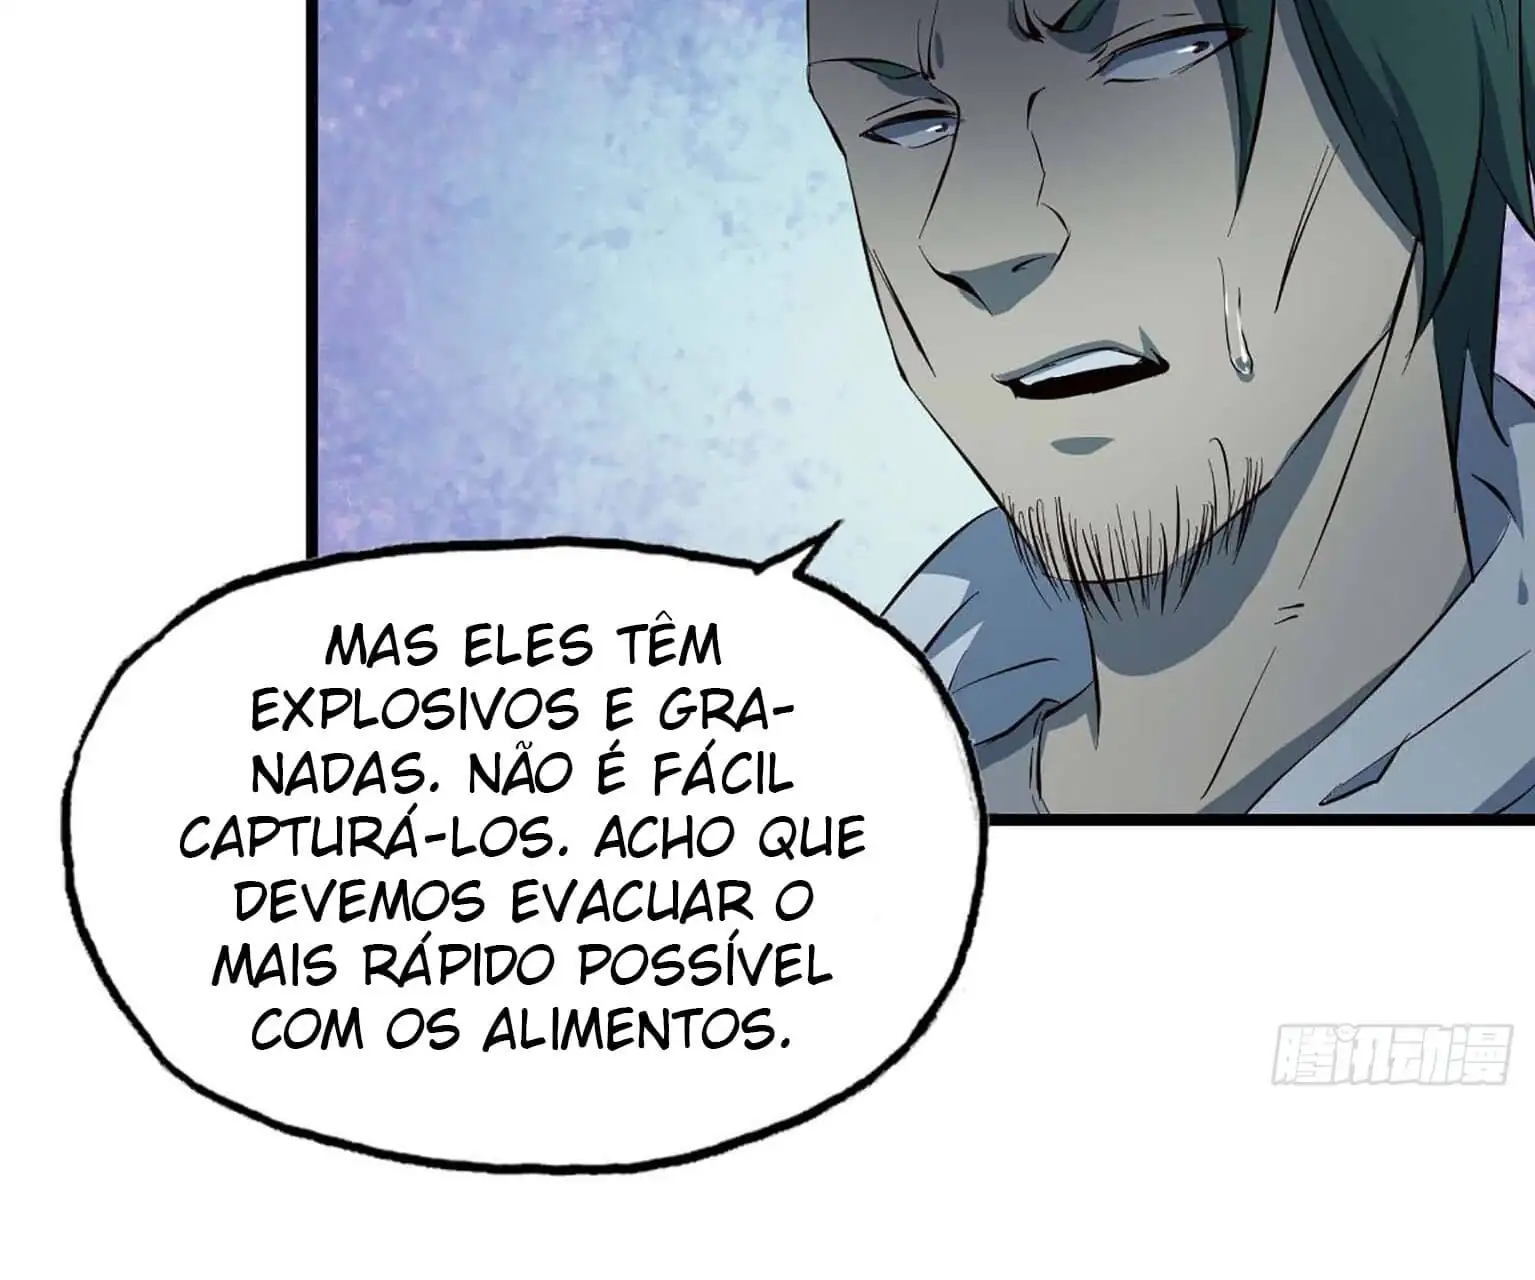 MAS ELES TÊM
EXPLOSIVOS E GRA-
NADAS. NÃO É FÁCIL
CAPTURÁ-LOS. ACHO QUE
DEVEMOS EVACUAR O
MAIS RÁPIDO POSSÍVEL
COM OS ALIMENTOS.
腾讯动漫